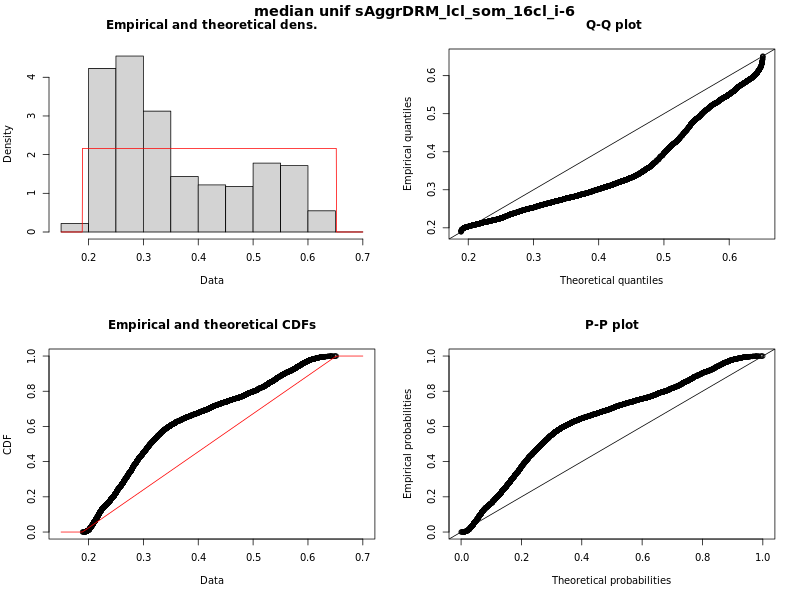 median unif sAggrDRM_lcl_som_16cl_i-6
Empirical and theoretical dens.
Density
0 1 2 3 4
0.2 0.3 0.4 0.5 0.6 0.7
Data
Q-Q plot
Empirical quantiles
0.2 0.3 0.4 0.5 0.6
0.2 0.3 0.4 0.5 0.6
Theoretical quantiles
Empirical and theoretical CDFs
CDF
0.0 0.2 0.4 0.6 0.8 1.0
0.2 0.3 0.4 0.5 0.6 0.7
Data
P-P plot
Empirical probabilities
0.0 0.2 0.4 0.6 0.8 1.0
0.0 0.2 0.4 0.6 0.8 1.0
Theoretical probabilities